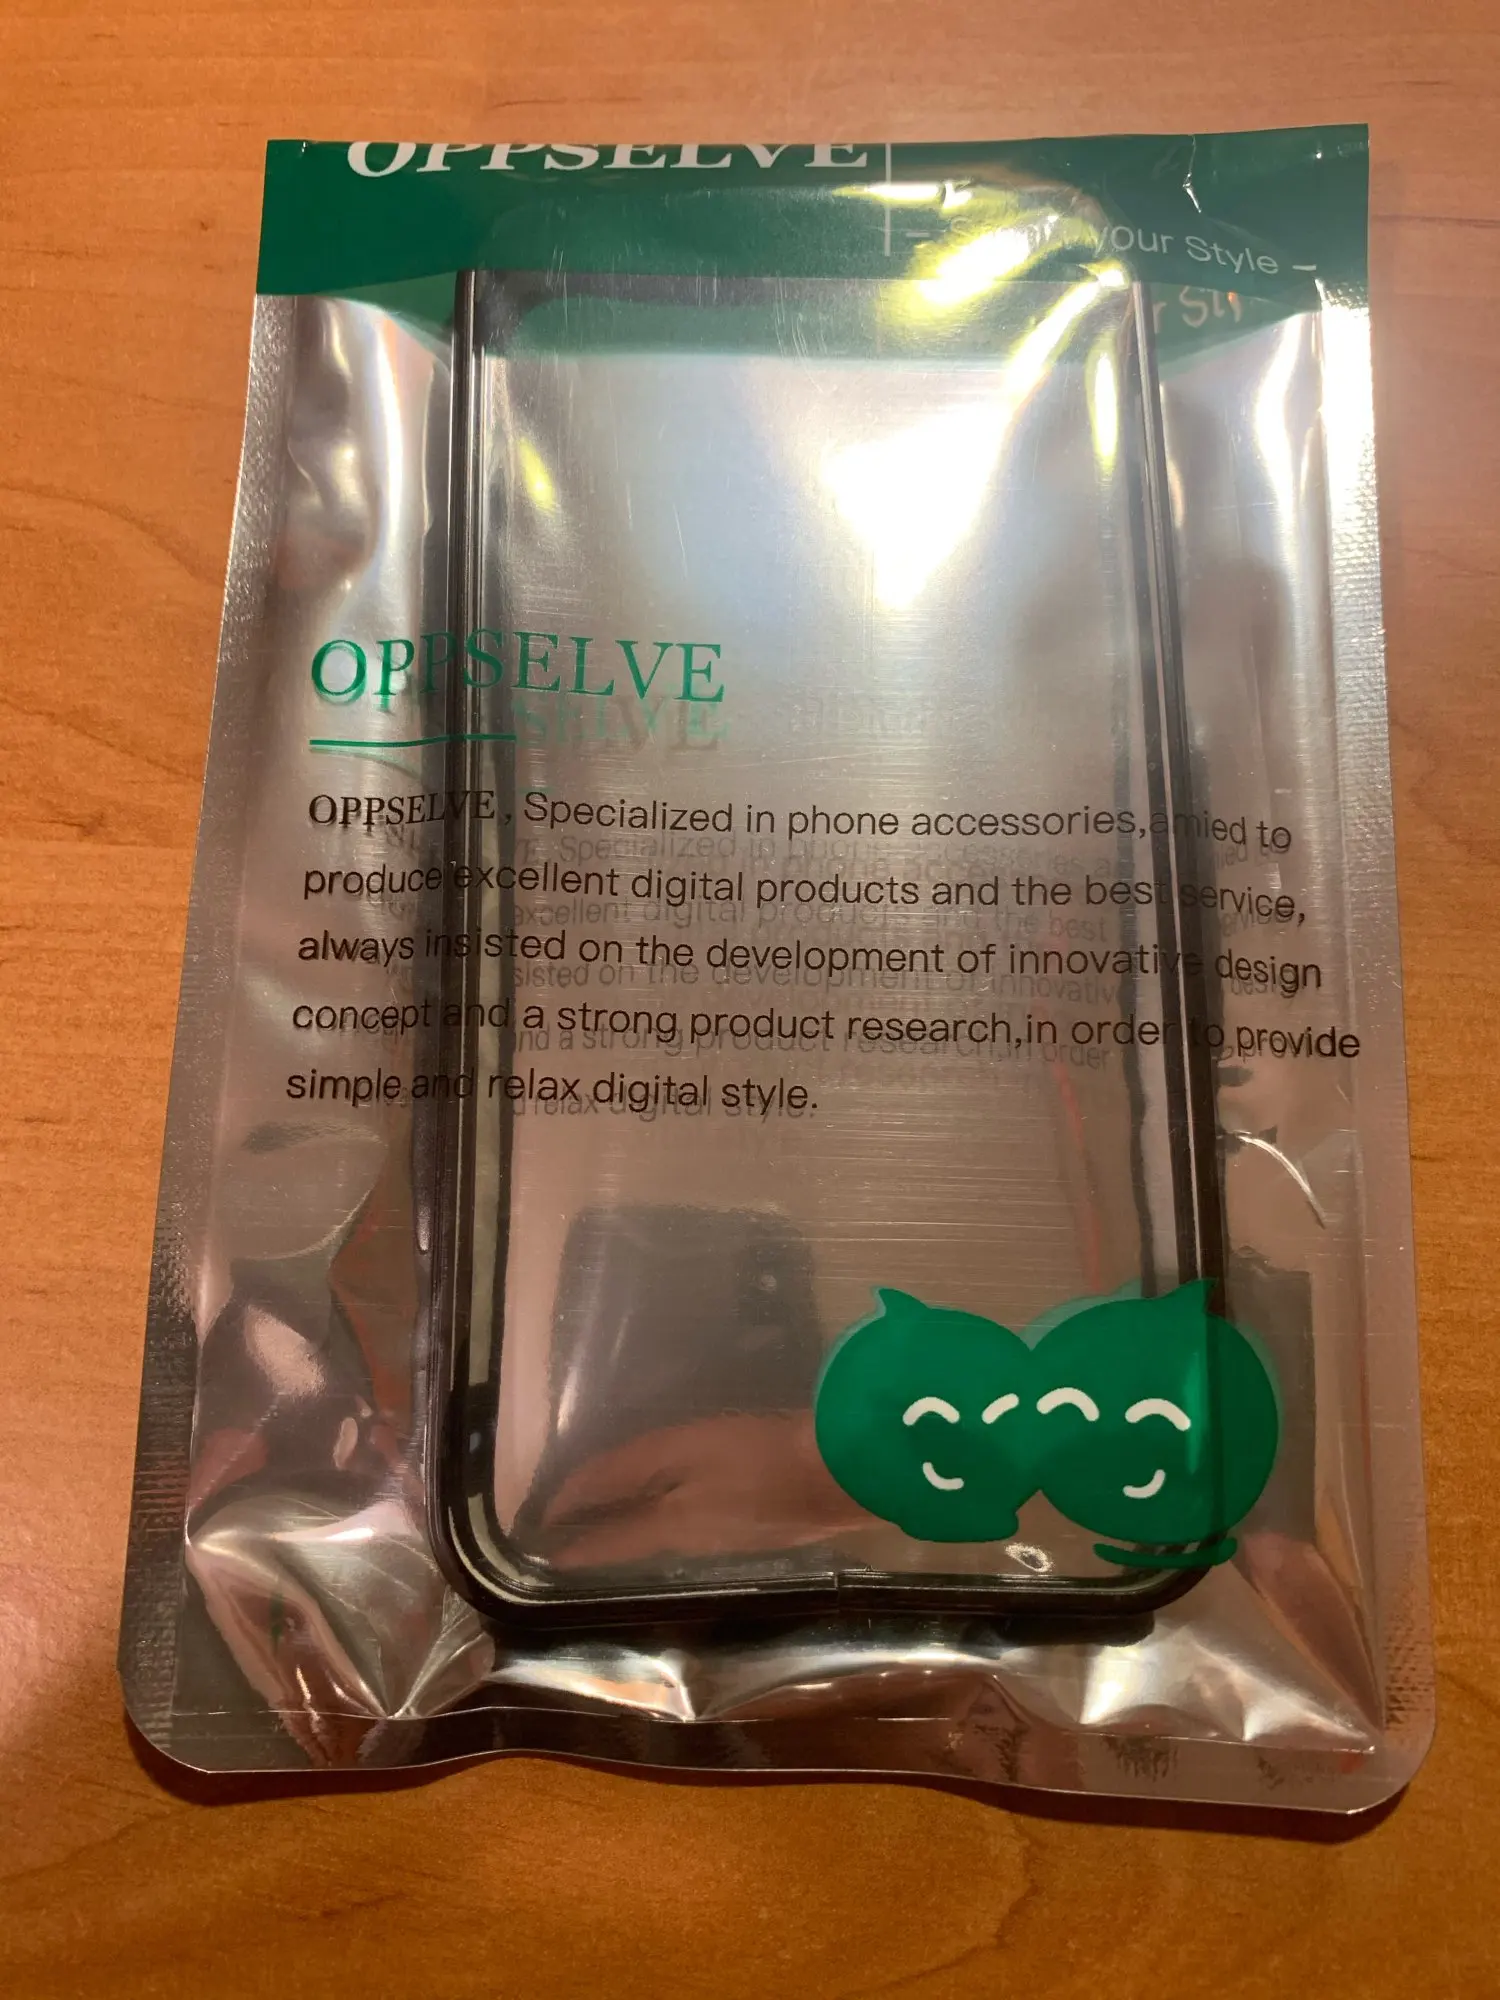 OPPSELVE
your Style –
OPPSELVE
OPPSELVE, Specialized in phone accessories,amied to
produce excellent digital products and the best service,
always insisted on the development of innovative design
concept and a strong product research,in order to provide
simple and relax digital style.